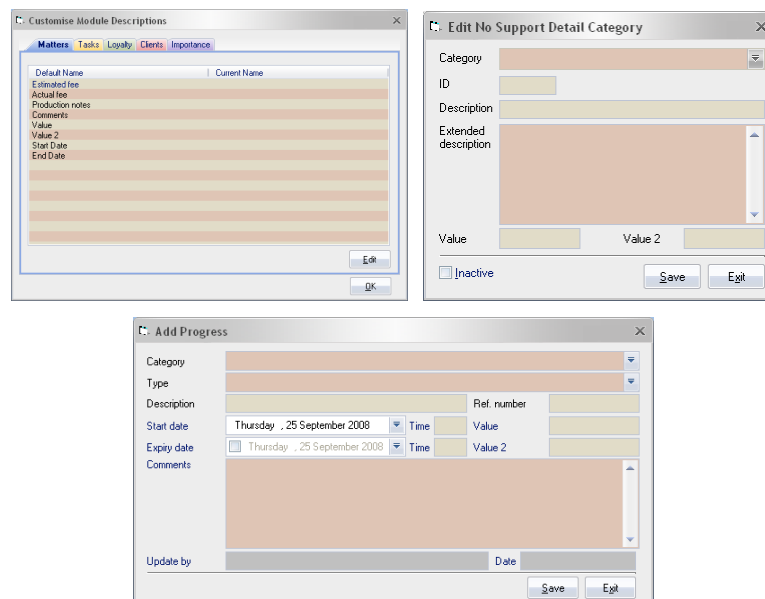 Customise Module Descriptions
Matters Tasks Loyalty Clients Importance
Default Name Current Name
Estimated fee
Actual fee
Production notes
Comments
Value
Value 2
Start Date
End Date
Edit
OK
Edit No Support Detail Category
Category
ID
Description
Extended
description
Value Value 2
Inactive
Save Exit
Add Progress
Category
Type
Description Ref. number
Start date Thursday , 25 September 2008 Time Value
Expiry date Thursday , 25 September 2008 Time Value 2
Comments
Update by Date
Save Exit